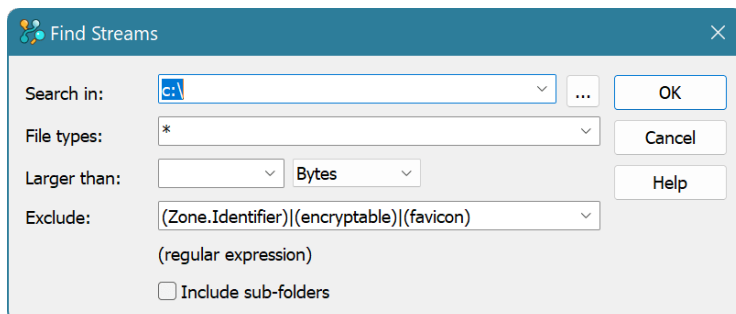 Find Streams
Search in: c:\ ... OK
File types: * Cancel
Larger than: Bytes Help
Exclude: (Zone.Identifier)|(encryptable)|(favicon)
(regular expression)
Include sub-folders